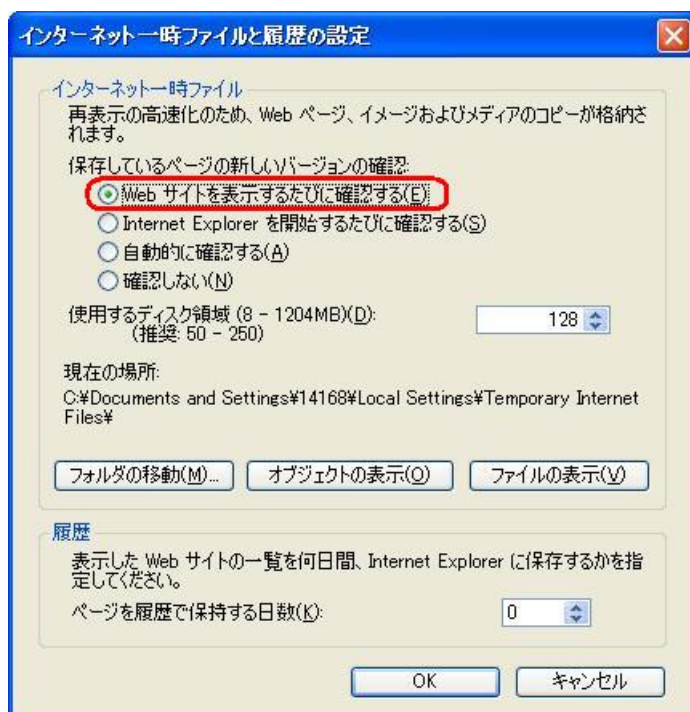 インターネット一時ファイルと履歴の設定
インターネット一時ファイル
再表示の高速化のため、Web ページ、イメージおよびメディアのコピーが格納さ
れます。
保存しているページの新しいバージョンの確認:
Web サイトを表示するたびに確認する(E)
Internet Explorer を開始するたびに確認する(S)
自動的に確認する(A)
確認しない(N)
使用するディスク領域 (8 - 1204MB)(D): 128
(推奨: 50 - 250)
現在の場所:
C:¥Documents and Settings¥14168¥Local Settings¥Temporary Internet
Files¥
フォルダの移動(M)... オブジェクトの表示(O) ファイルの表示(V)
履歴
表示した Web サイトの一覧を何日間、Internet Explorer に保存するかを指
定してください。
ページを履歴で保持する日数(K): 0
OK キャンセル